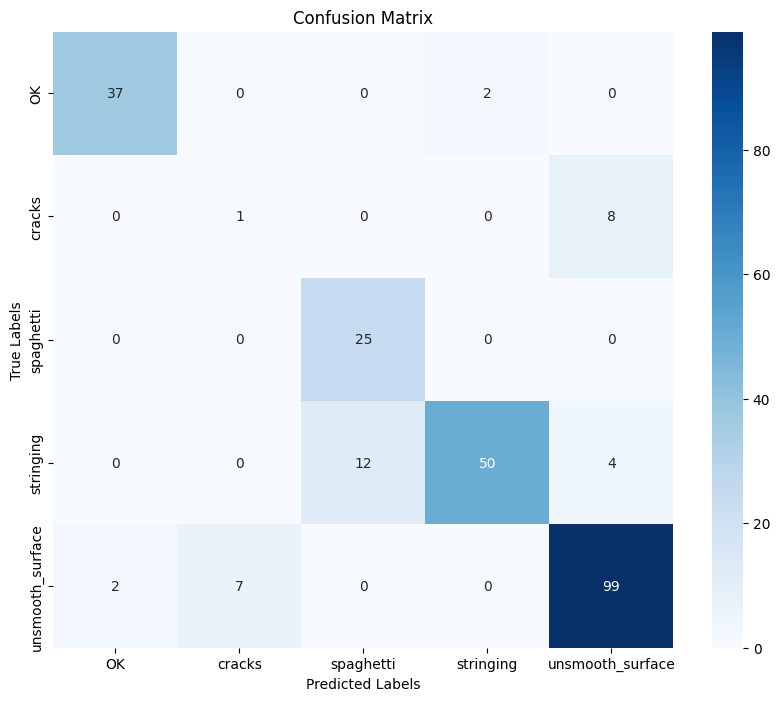 Confusion Matrix
OK 37 0 0 2 0
cracks 0 1 0 0 8
spaghetti 0 0 25 0 0
stringing 0 0 12 50 4
unsmooth_surface 2 7 0 0 99
OK cracks spaghetti stringing unsmooth_surface
Predicted Labels
True Labels
80
60
40
20
0